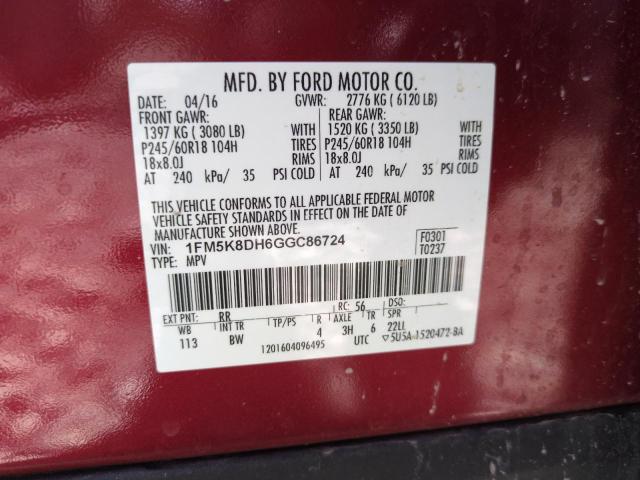 MFD. BY FORD MOTOR CO.
DATE: 04/16 GVWR: 2776 KG ( 6120 LB)
FRONT GAWR: REAR GAWR:
1397 KG ( 3080 LB) WITH 1520 KG ( 3350 LB) WITH
P245/60R18 104H TIRES P245/60R18 104H TIRES
18x8.0J RIMS 18x8.0J RIMS
AT 240 kPa/ 35 PSI COLD AT 240 kPa/ 35 PSI COLD
THIS VEHICLE CONFORMS TO ALL APPLICABLE FEDERAL MOTOR
VEHICLE SAFETY STANDARDS IN EFFECT ON THE DATE OF
MANUFACTURE SHOWN ABOVE.
VIN: 1FM5K8DH6GGC86724 F0301
TYPE: MPV T0237
EXT PNT: RR RC: 56 DSO:
WB INT TR TP/PS R AXLE TR SPR
113 BW 4 3H 6 22LL
1201604096495 UTC ▽5U5A-1520472-BA